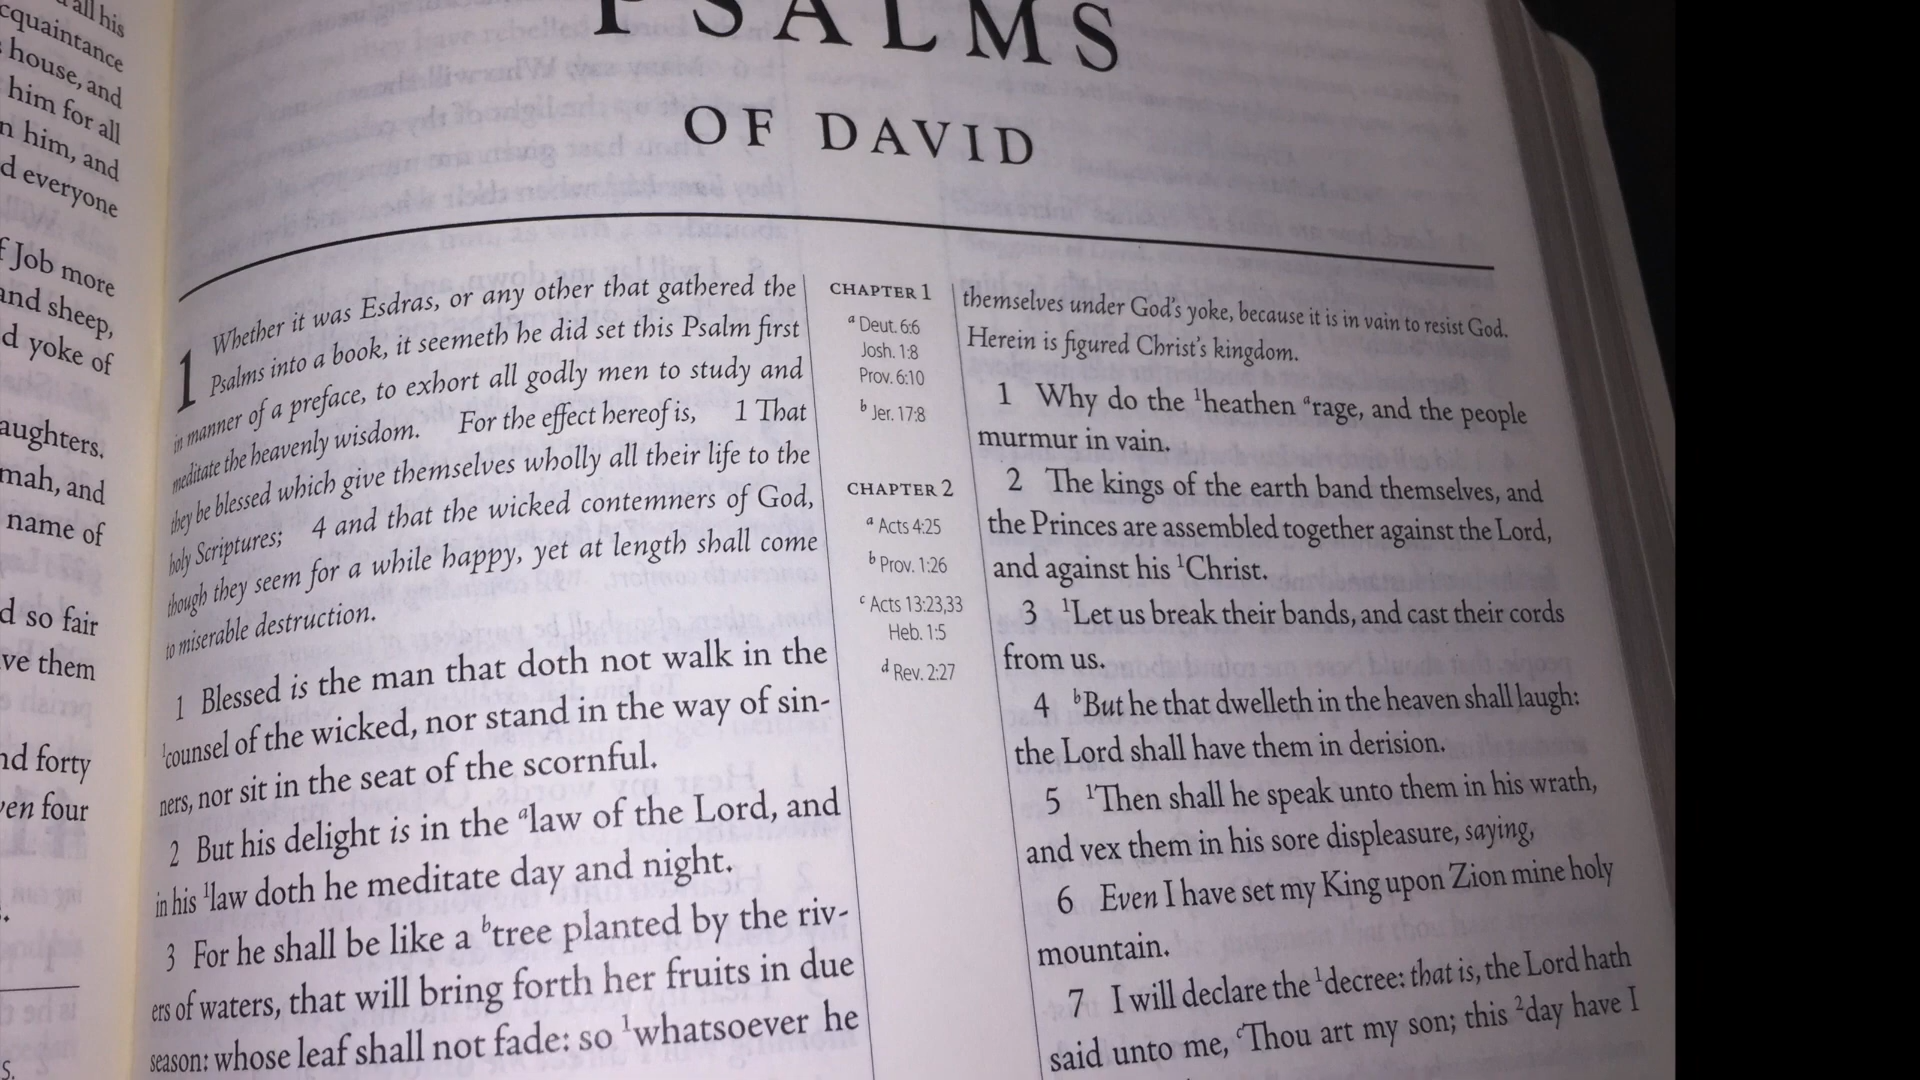 all his
cquaintance
house, and
him for all
n him, and
d everyone
f Job more
and sheep,
d yoke of
aughters.
mah, and
name of
d so fair
ve them
nd forty
ven four
s.
PSALMS
OF DAVID
1 Whether it was Esdras, or any other that gathered the
Psalms into a book, it seemeth he did set this Psalm first
in manner of a preface, to exhort all godly men to study and
meditate the heavenly wisdom. For the effect hereof is, 1 That
they be blessed which give themselves wholly all their life to the
holy Scriptures; 4 and that the wicked contemners of God,
though they seem for a while happy, yet at length shall come
to miserable destruction.
1 Blessed is the man that doth not walk in the
1counsel of the wicked, nor stand in the way of sin-
ners, nor sit in the seat of the scornful.
2 But his delight is in the alaw of the Lord, and
in his 1law doth he meditate day and night.
3 For he shall be like a btree planted by the riv-
ers of waters, that will bring forth her fruits in due
season: whose leaf shall not fade: so 1whatsoever he
CHAPTER 1
a Deut. 6:6
Josh. 1:8
Prov. 6:10
b Jer. 17:8
CHAPTER 2
a Acts 4:25
b Prov. 1:26
c Acts 13:23,33
Heb. 1:5
d Rev. 2:27
themselves under God's yoke, because it is in vain to resist God.
Herein is figured Christ's kingdom.
1 Why do the 1heathen arage, and the people
murmur in vain.
2 The kings of the earth band themselves, and
the Princes are assembled together against the Lord,
and against his 1Christ.
3 1Let us break their bands, and cast their cords
from us.
4 bBut he that dwelleth in the heaven shall laugh:
the Lord shall have them in derision.
5 1Then shall he speak unto them in his wrath,
and vex them in his sore displeasure, saying,
6 Even I have set my King upon Zion mine holy
mountain.
7 I will declare the 1decree: that is, the Lord hath
said unto me, cThou art my son; this 2day have I